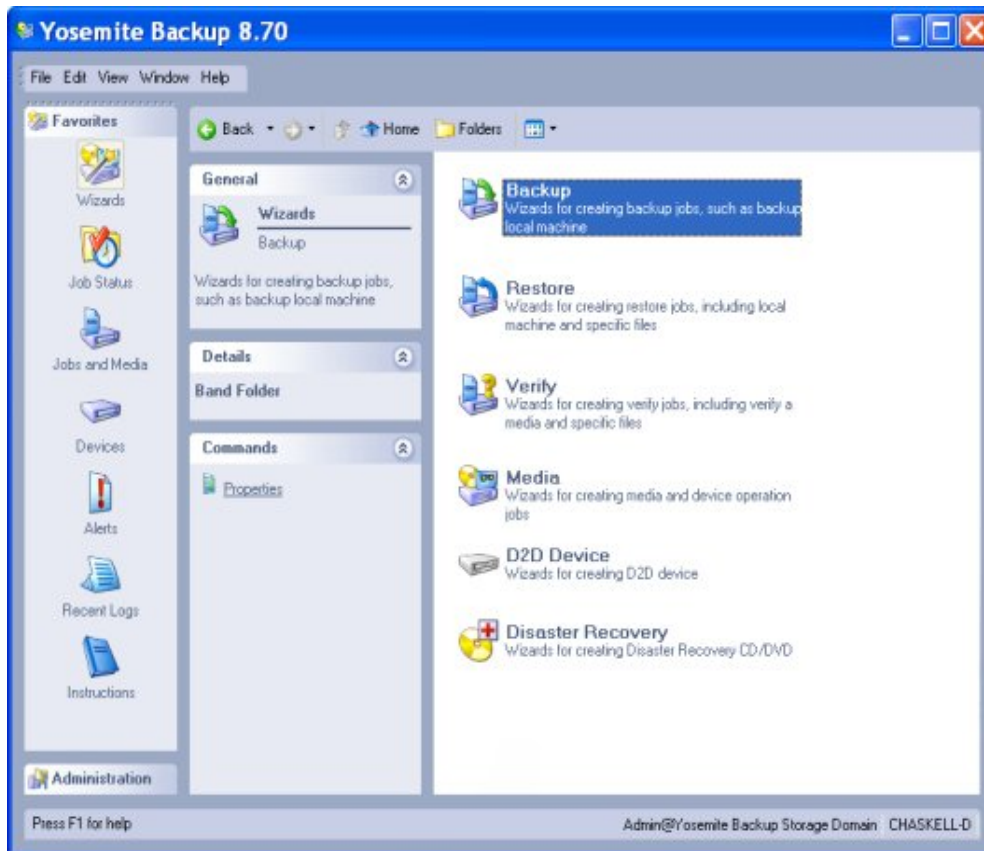 Yosemite Backup 8.70
File Edit View Window Help
Favorites
Wizards
Job Status
Jobs and Media
Devices
Alerts
Recent Logs
Instructions
Administration
Back Home Folders
General
Wizards
Backup
Wizards for creating backup jobs,
such as backup local machine
Details
Band Folder
Commands
Properties
Backup
Wizards for creating backup jobs, such as backup
local machine
Restore
Wizards for creating restore jobs, including local
machine and specific files
Verify
Wizards for creating verify jobs, including verify a
media and specific files
Media
Wizards for creating media and device operation
jobs
D2D Device
Wizards for creating D2D device
Disaster Recovery
Wizards for creating Disaster Recovery CD/DVD
Press F1 for help
Admin@Yosemite Backup Storage Domain CHASKELL-D